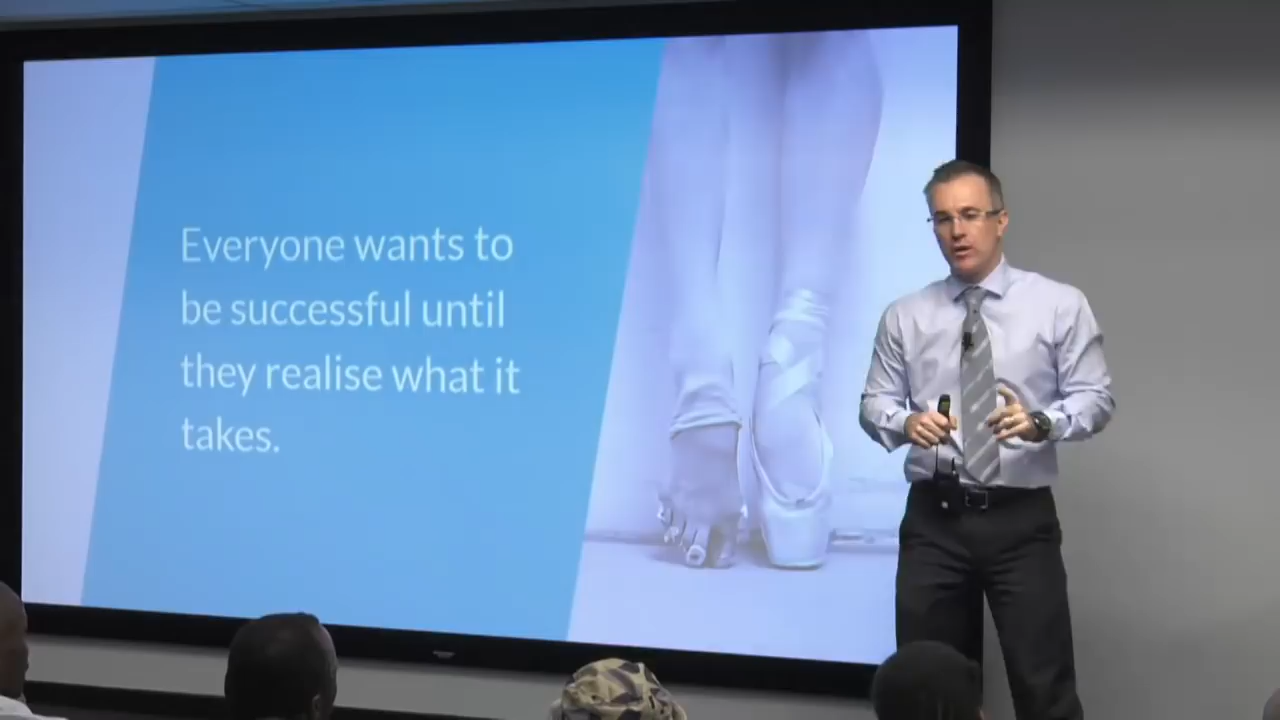 Everyone wants to
be successful until
they realise what it
takes.